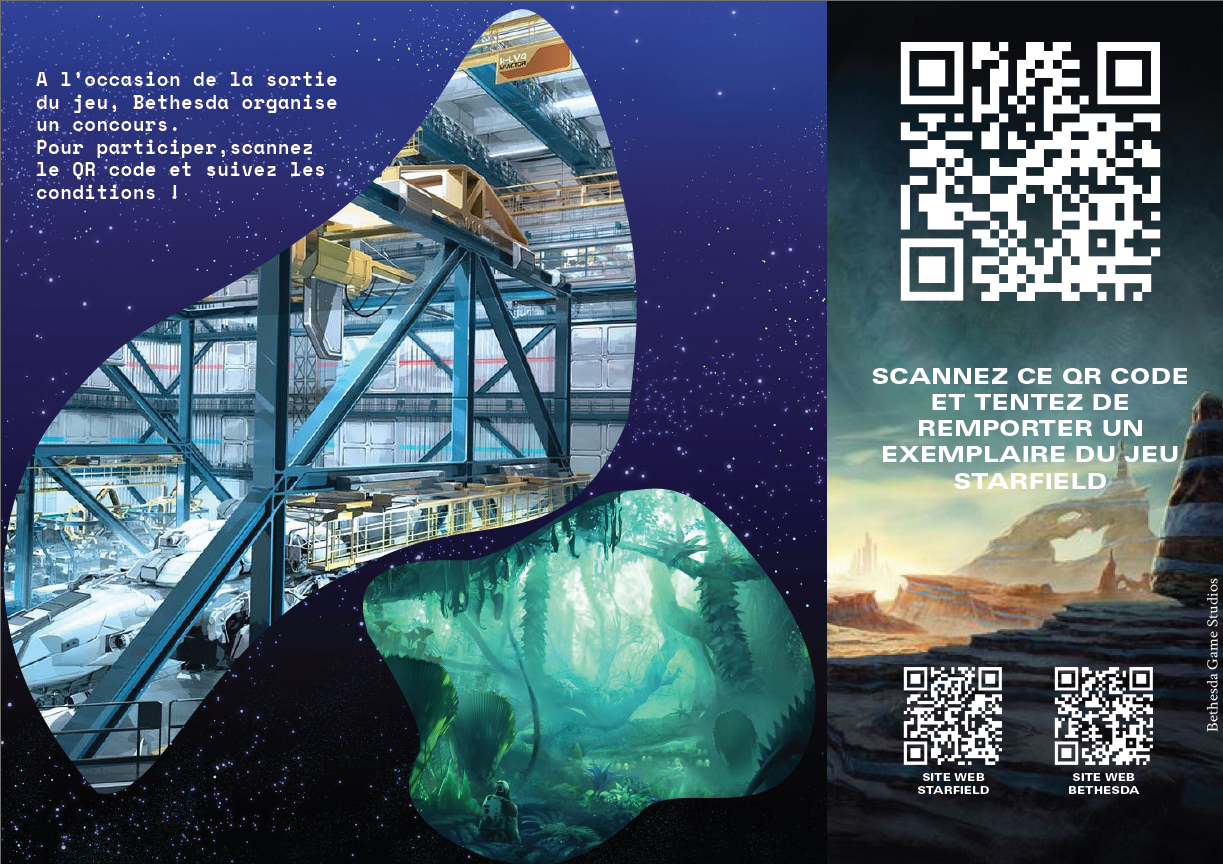 A l'occasion de la sortie
du jeu, Bethesda organise
un concours.
Pour participer,scannez
le QR code et suivez les
conditions !
k-LV4
REACTOR
SCANNEZ CE QR CODE
ET TENTEZ DE
REMPORTER UN
EXEMPLAIRE DU JEU
STARFIELD
Bethesda Game Studios
SITE WEB
STARFIELD
SITE WEB
BETHESDA